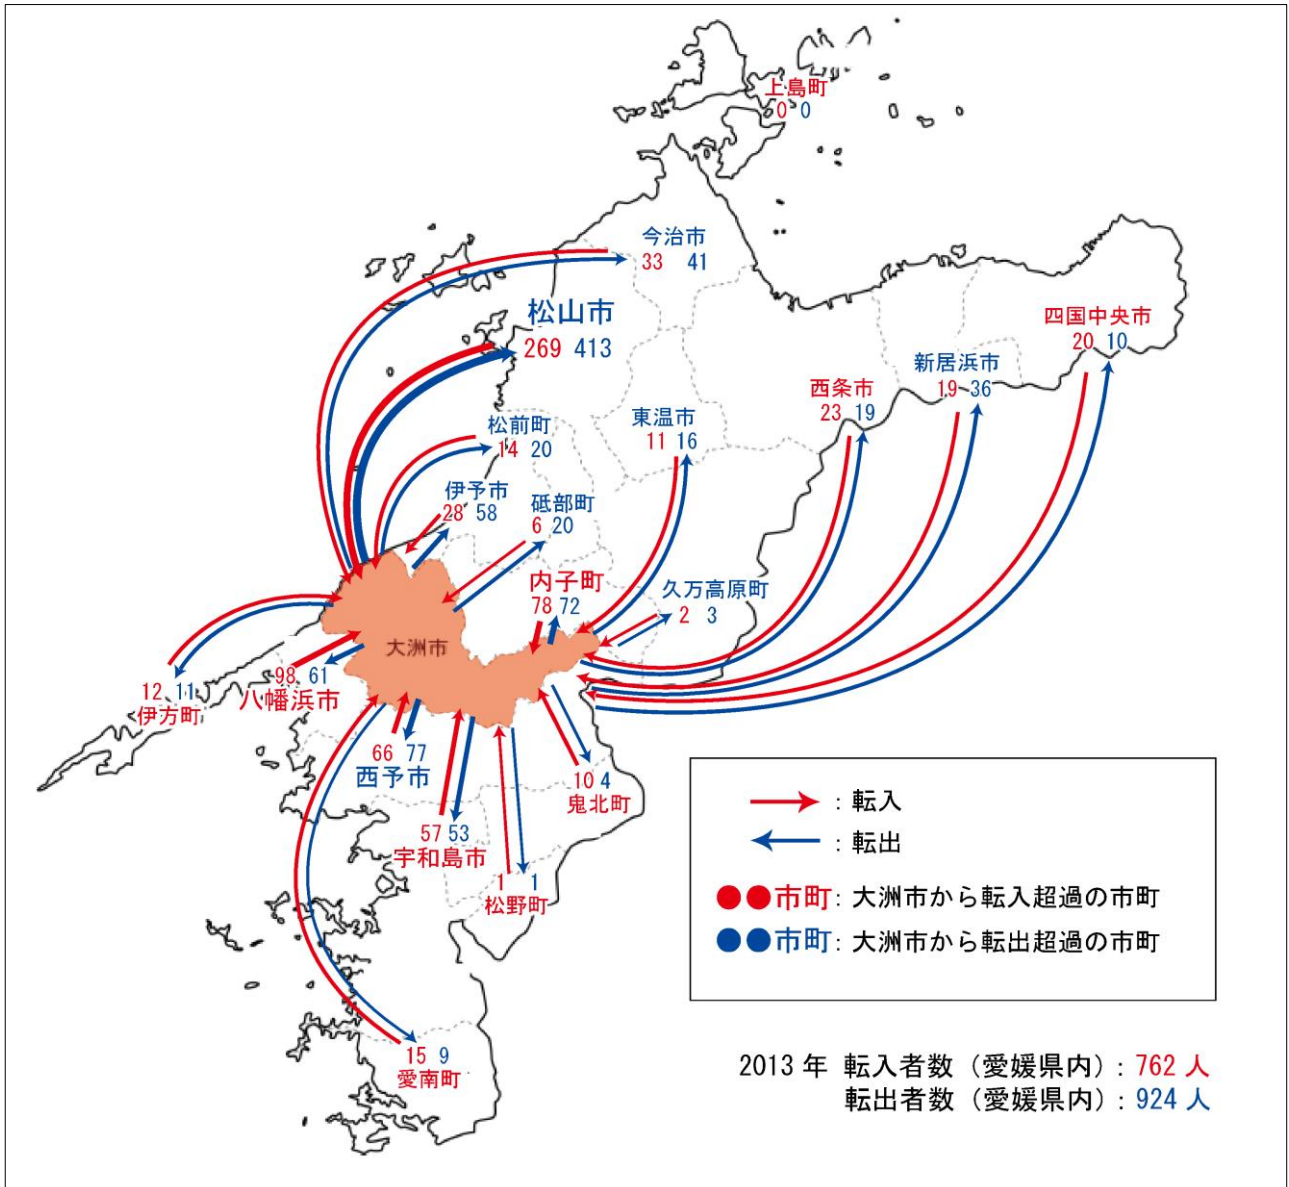 上島町
0 0
今治市
33 41
松山市
269 413
四国中央市
20 10
新居浜市
19 36
西条市
23 19
東温市
11 16
松前町
14 20
伊予市
28 58
砥部町
6 20
内子町
78 72
久万高原町
2 3
大洲市
12 11
伊方町
98 61
八幡浜市
66 77
西予市
10 4
鬼北町
57 53
宇和島市
1 1
松野町
15 9
愛南町
：転入
：転出
●●市町：大洲市から転入超過の市町
●●市町：大洲市から転出超過の市町
2013 年 転入者数（愛媛県内）：762 人
転出者数（愛媛県内）：924 人